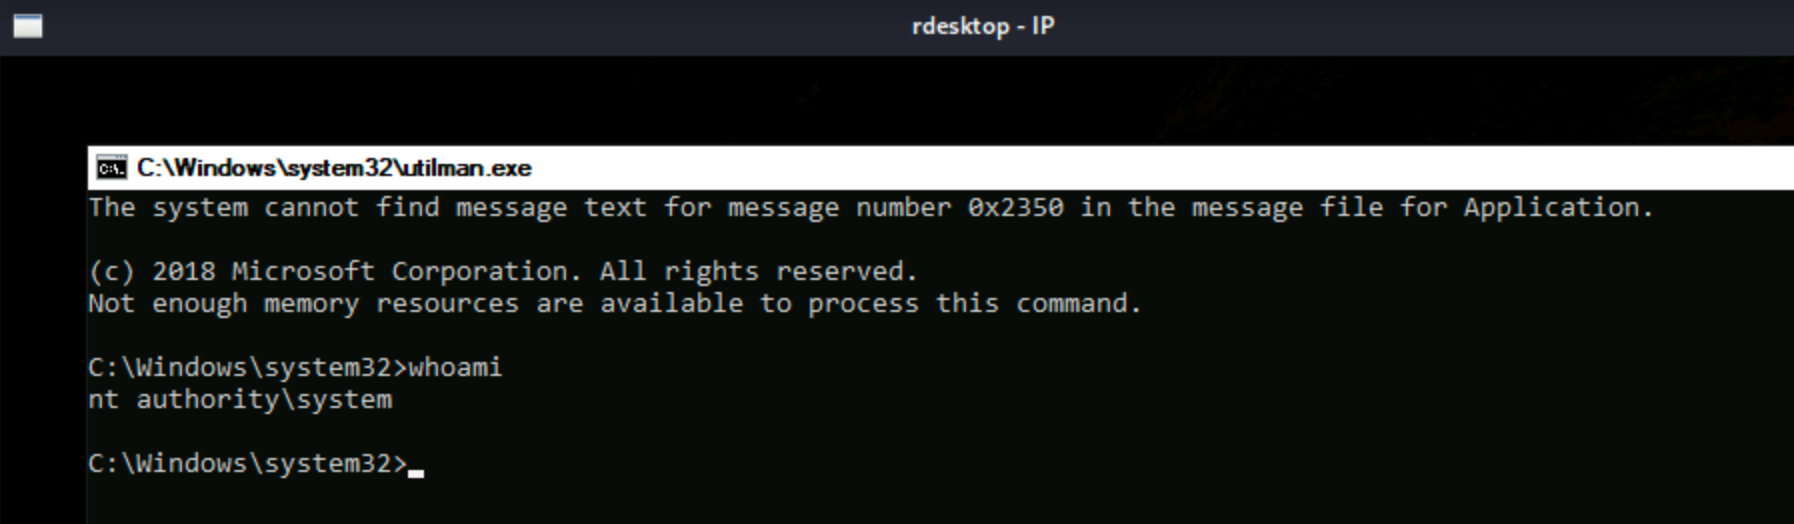 rdesktop - IP
C:\Windows\system32\utilman.exe
The system cannot find message text for message number 0x2350 in the message file for Application.
(c) 2018 Microsoft Corporation. All rights reserved.
Not enough memory resources are available to process this command.
C:\Windows\system32>whoami
nt authority\system
C:\Windows\system32>